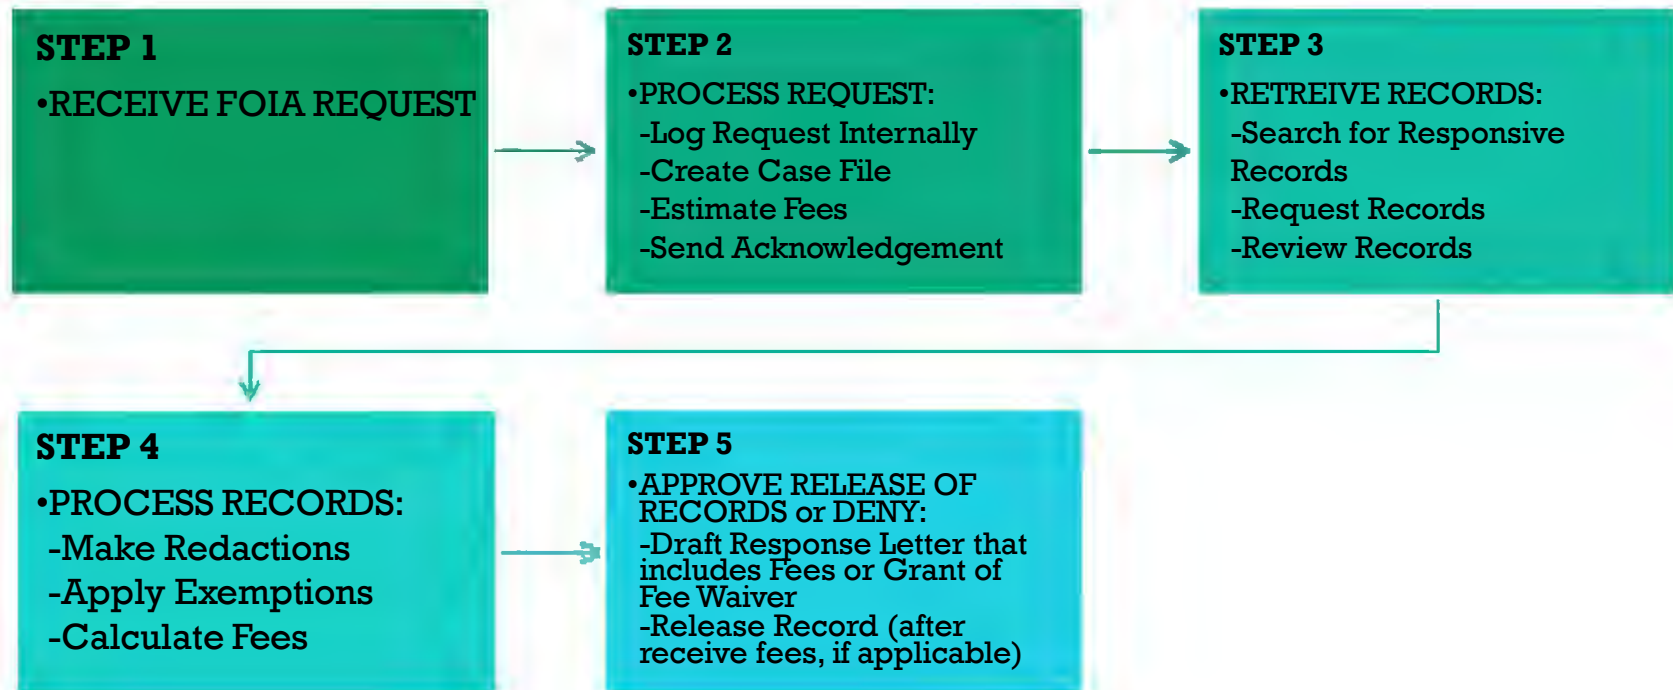 STEP 1
•RECEIVE FOIA REQUEST
STEP 2
•PROCESS REQUEST:
-Log Request Internally
-Create Case File
-Estimate Fees
-Send Acknowledgement
STEP 3
•RETREIVE RECORDS:
-Search for Responsive
Records
-Request Records
-Review Records
STEP 4
•PROCESS RECORDS:
-Make Redactions
-Apply Exemptions
-Calculate Fees
STEP 5
•APPROVE RELEASE OF
RECORDS or DENY:
-Draft Response Letter that
includes Fees or Grant of
Fee Waiver
-Release Record (after
receive fees, if applicable)